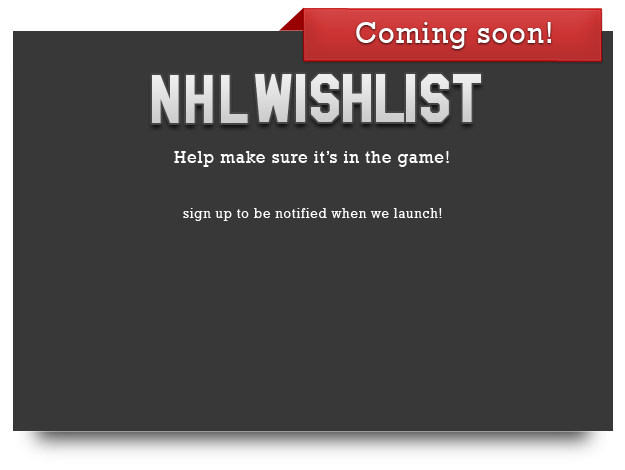 Coming soon!
NHL WISHLIST
Help make sure it's in the game!
sign up to be notified when we launch!